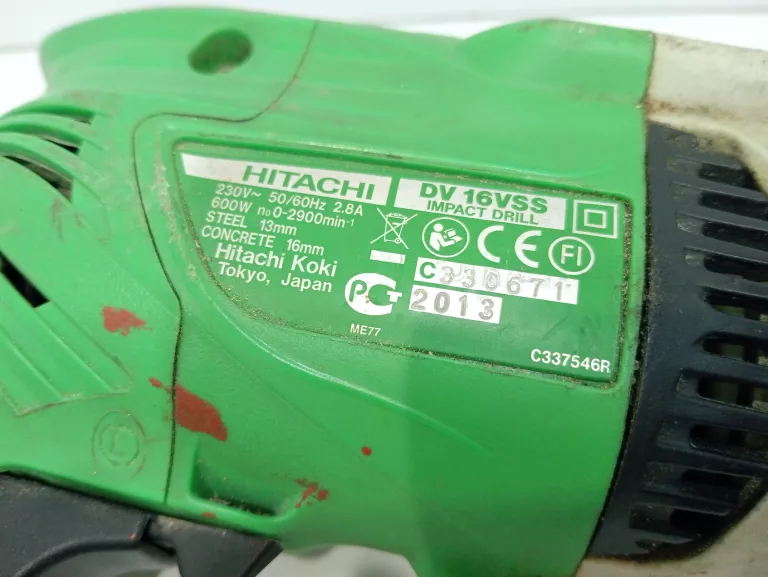 HITACHI
DV 16VSS
IMPACT DRILL
230V~ 50/60Hz 2.8A
600W n₀0-2900min⁻¹
STEEL 13mm
CONCRETE 16mm
Hitachi Koki
Tokyo, Japan
CE
FI
C330671
2013
PCT
ME77
C337546R